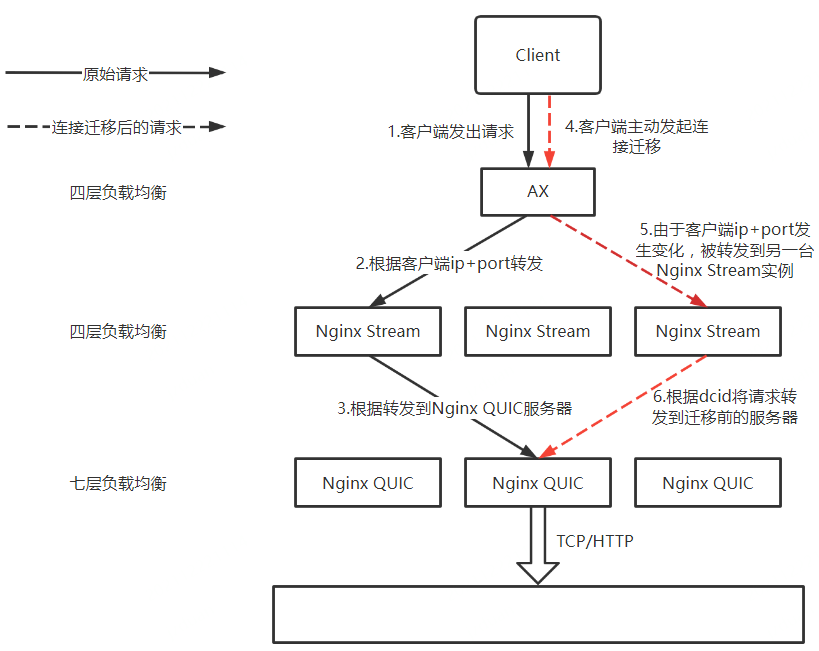 Client
原始请求
1.客户端发出请求
4.客户端主动发起连
接迁移
连接迁移后的请求
四层负载均衡
AX
5.由于客户端ip+port发
生变化，被转发到另一台
Nginx Stream实例
2.根据客户端ip+port转发
四层负载均衡
Nginx Stream
Nginx Stream
Nginx Stream
3.根据转发到Nginx QUIC服务器
6.根据dcid将请求转
发到迁移前的服务器
七层负载均衡
Nginx QUIC
Nginx QUIC
Nginx QUIC
TCP/HTTP